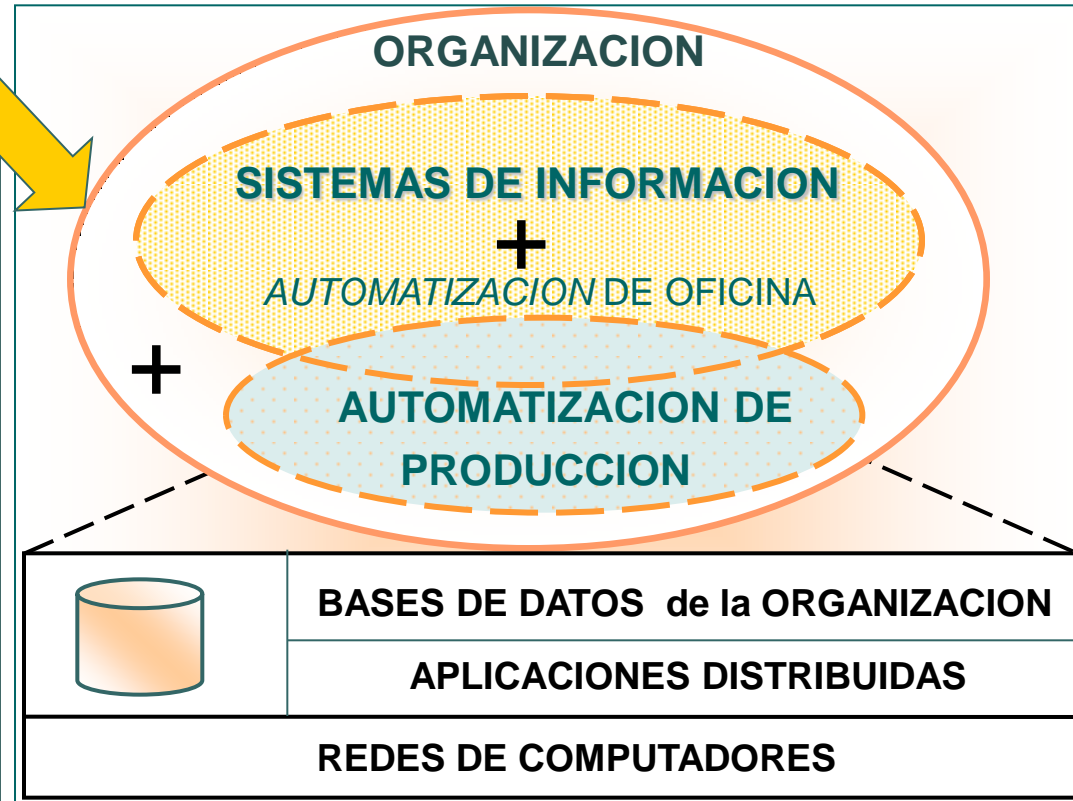 ORGANIZACION
SISTEMAS DE INFORMACION
+
AUTOMATIZACION DE OFICINA
+
AUTOMATIZACION DE
PRODUCCION
BASES DE DATOS de la ORGANIZACION
APLICACIONES DISTRIBUIDAS
REDES DE COMPUTADORES